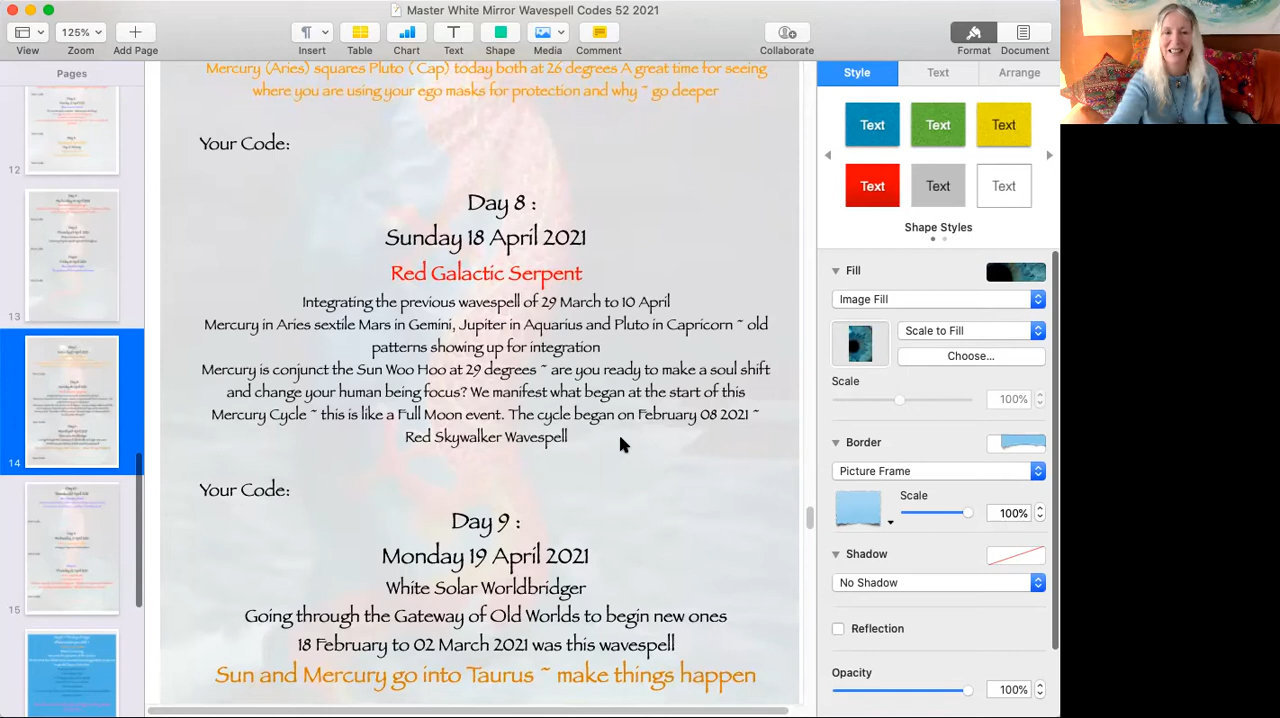 Master White Mirror Wavespell Codes 52 2021
125%
View
Zoom
Add Page
Insert
Table
Chart
Text
Shape
Media
Comment
Collaborate
Format
Document
Pages
12
13
14
15
Mercury (Aries) squares Pluto ( Cap) today both at 26 degrees A great time for seeing
where you are using your ego masks for protection and why ~ go deeper
Your Code:
Day 8 :
Sunday 18 April 2021
Red Galactic Serpent
Integrating the previous wavespell of 29 March to 10 April
Mercury in Aries sextile Mars in Gemini, Jupiter in Aquarius and Pluto in Capricorn ~ old
patterns showing up for integration
Mercury is conjunct the Sun Woo Hoo at 29 degrees ~ are you ready to make a soul shift
and change your human being focus? We manifest what began at the start of this
Mercury Cycle ~ this is like a Full Moon event. The cycle began on February 08 2021 ~
Red Skywalker Wavespell
Your Code:
Day 9 :
Monday 19 April 2021
White Solar Worldbridger
Going through the Gateway of Old Worlds to begin new ones
18 February to 02 March 2021 was this wavespell
Sun and Mercury go into Taurus ~ make things happen
Style
Text
Arrange
Text
Text
Text
Text
Text
Text
Shape Styles
Fill
Image Fill
Scale to Fill
Choose...
Scale
100%
Border
Picture Frame
Scale
100%
Shadow
No Shadow
Reflection
Opacity
100%